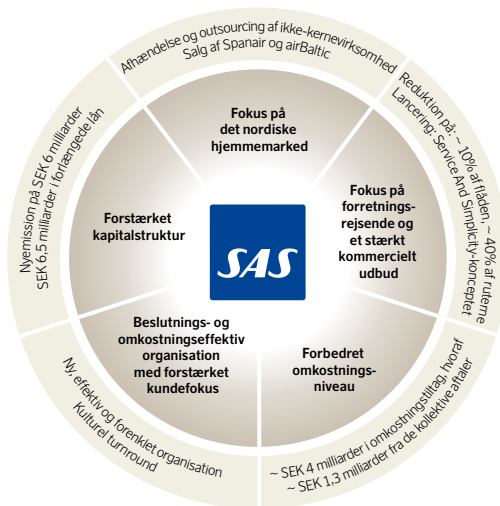 Afhændelse og outsourcing af ikke-kernevirksomhed
Salg af Spanair og airBaltic
Fokus på
det nordiske
hjemmemarked
Reduktion på: ~ 10% af flåden, ~ 40% af ruterne
Lancering: Service And Simplicity-konceptet
Fokus på
forretnings-
rejsende og
et stærkt
kommercielt
udbud
~ SEK 4 milliarder i omkostningstiltag, hvoraf
~ SEK 1,3 milliarder fra de kollektive aftaler
Forbedret
omkostnings-
niveau
Ny, effektiv og forenklet organisation
Kulturel turnround
Beslutnings- og
omkostningseffektiv
organisation
med forstærket
kundefokus
Nyemission på SEK 6 milliarder
SEK 6,5 milliarder i forlængede lån
Forstærket
kapitalstruktur
SAS